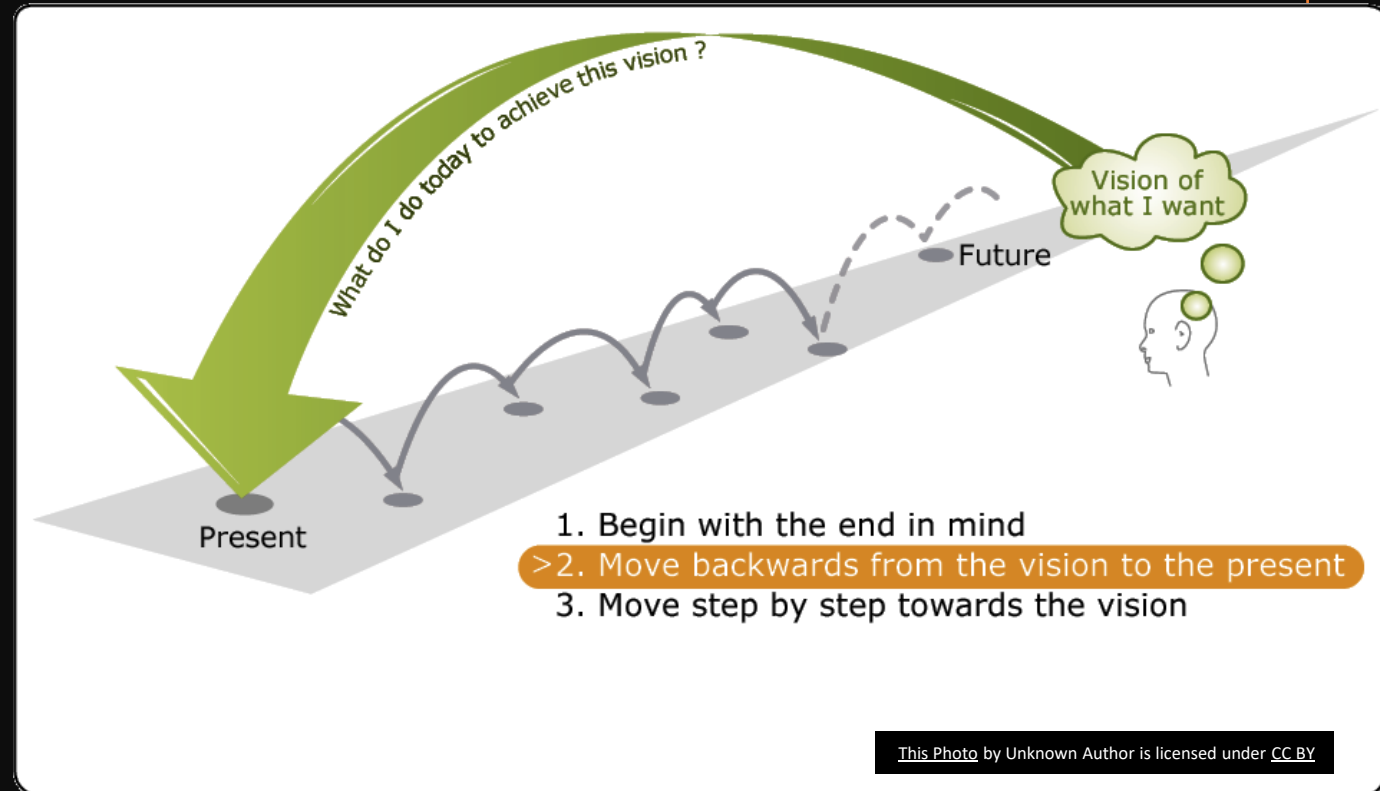 What do I do today to achieve this vision ?
Vision of
what I want
Future
Present
1. Begin with the end in mind
>2. Move backwards from the vision to the present
3. Move step by step towards the vision
This Photo by Unknown Author is licensed under CC BY